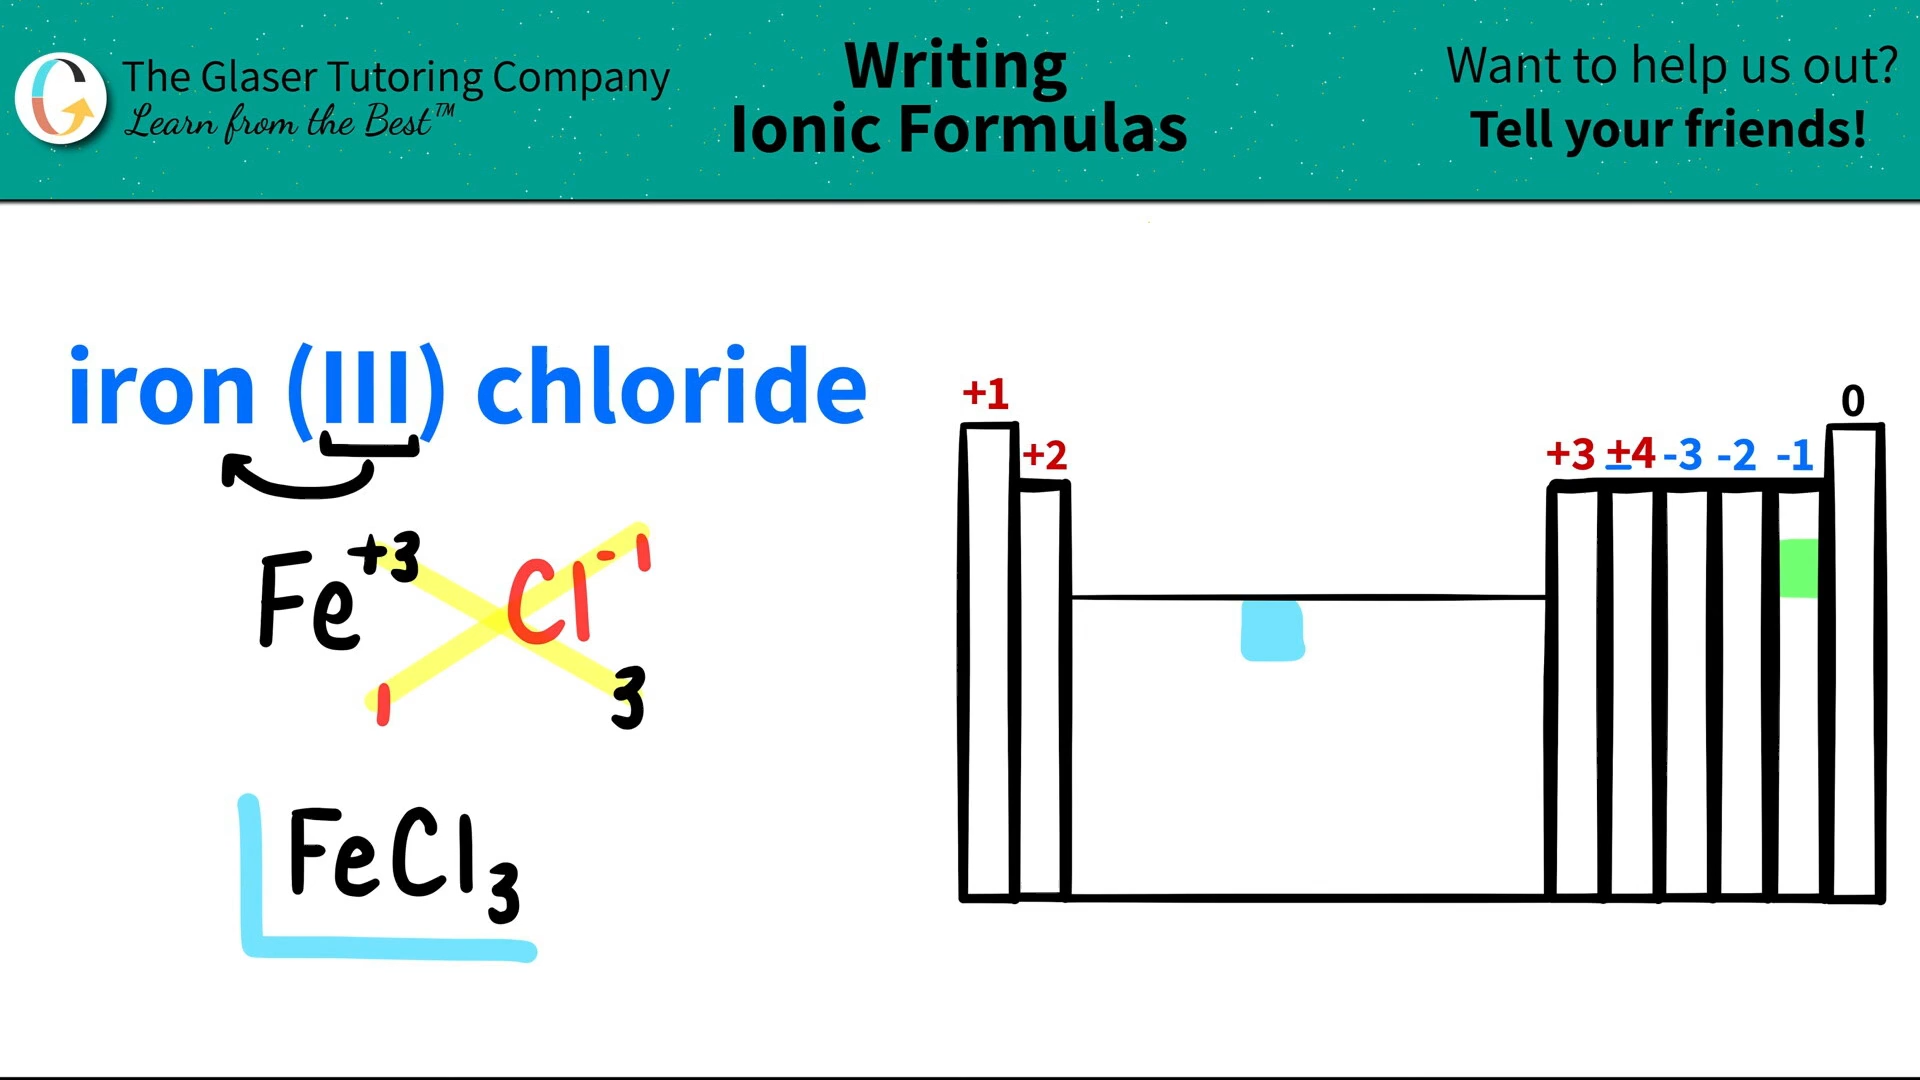 The Glaser Tutoring Company
Learn from the Best™
Writing
Ionic Formulas
Want to help us out?
Tell your friends!
iron (III) chloride
Fe⁺³ Cl⁻¹
1 3
FeCl₃
+1 0
+2 +3 ±4 -3 -2 -1